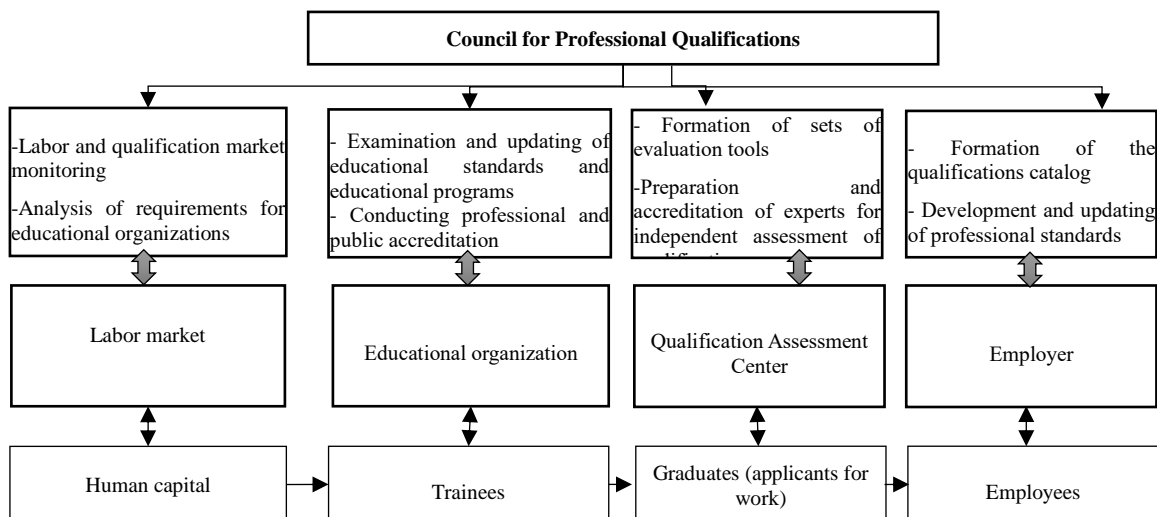 Council for Professional Qualifications
-Labor and qualification market
monitoring
-Analysis of requirements for
educational organizations
- Examination and updating of
educational standards and
educational programs
- Conducting professional and
public accreditation
- Formation of sets of
evaluation tools
-Preparation and
accreditation of experts for
independent assessment of
- Formation of the
qualifications catalog
- Development and updating
of professional standards
Labor market
Educational organization
Qualification Assessment
Center
Employer
Human capital
Trainees
Graduates (applicants for
work)
Employees